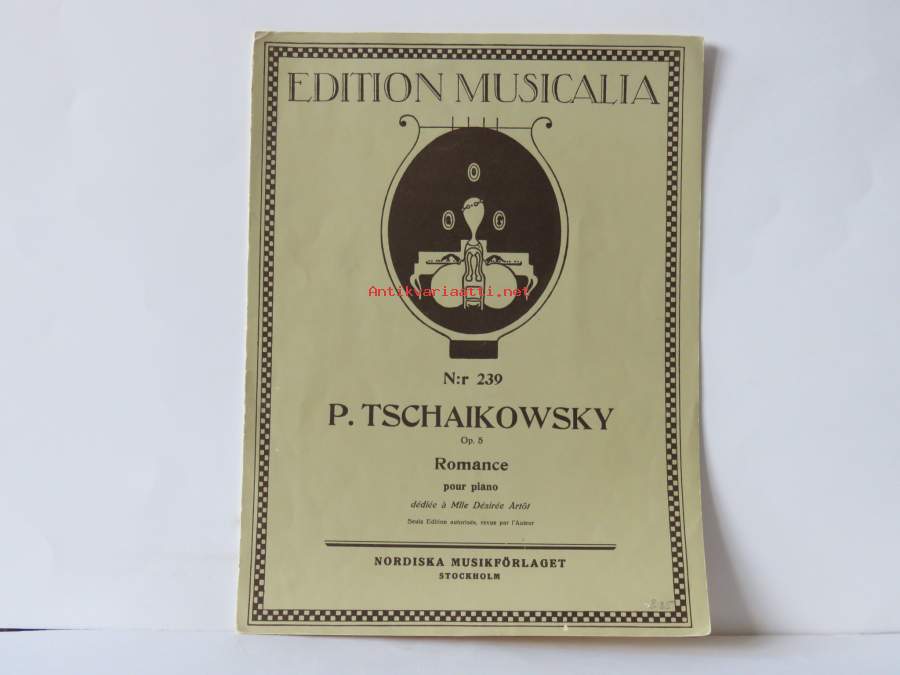 EDITION MUSICALIA
O
G
Antikvariaatti.net
N:r 239
P. TSCHAIKOWSKY
Op. 5
Romance
pour piano
dédiée à Mlle Désirée Artôt
Seule Edition autorisée, revue par l'Auteur
NORDISKA MUSIKFÖRLAGET
STOCKHOLM